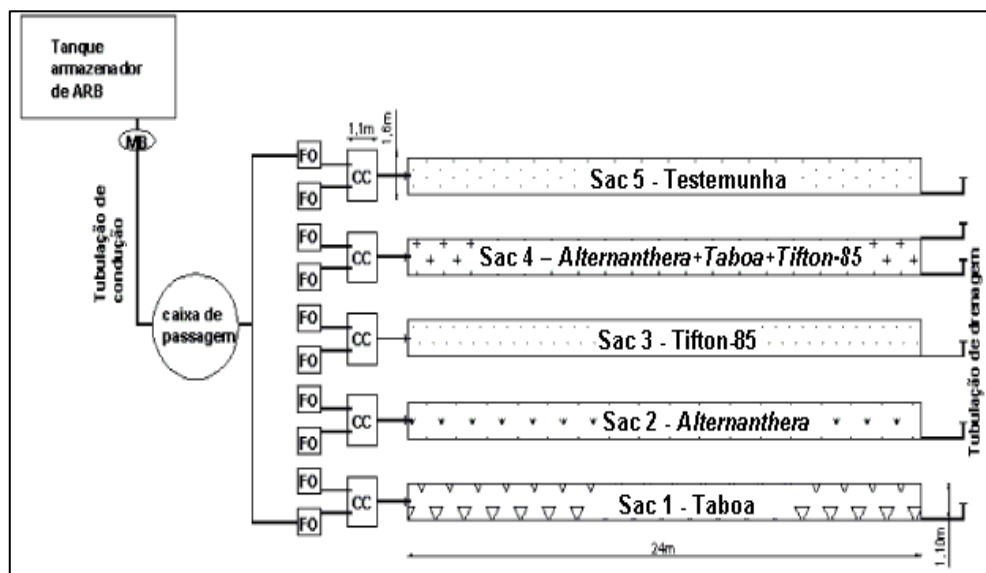 Tanque
armazenador
de ARB
MB
Tubulação de
condução
caixa de
passagem
1,1m
1,6m
FO
FO
CC
Sac 5 - Testemunha
FO
FO
CC
Sac 4 – Alternanthera+Taboa+Tifton-85
FO
FO
CC
Sac 3 - Tifton-85
FO
FO
CC
Sac 2 - Alternanthera
FO
FO
CC
Sac 1 - Taboa
24m
1,10m
Tubulação de drenagem